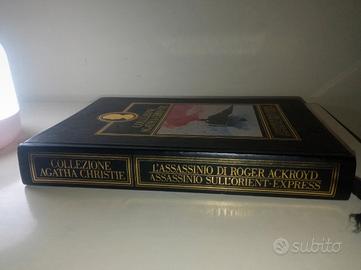 COLLEZIONE
AGATHA CHRISTIE
L'ASSASSINIO DI ROGER ACKROYD
ASSASSINIO SULL'ORIENT-EXPRESS
subito